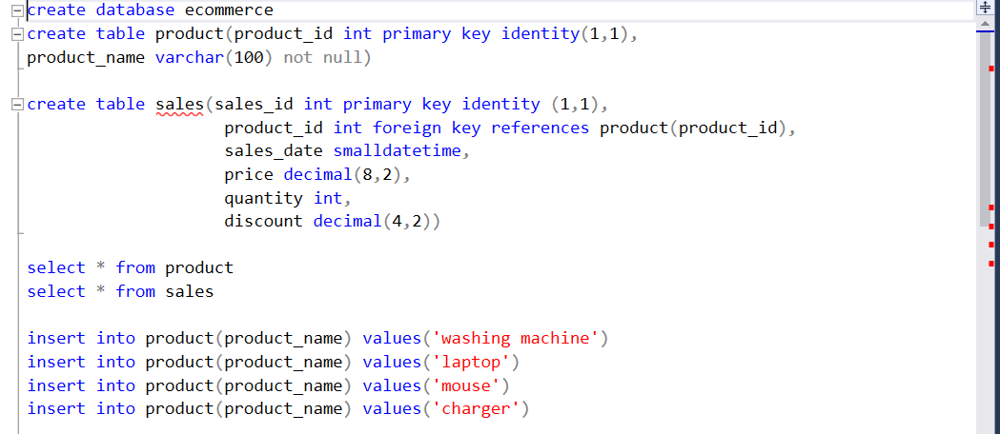 create database ecommerce
create table product(product_id int primary key identity(1,1),
product_name varchar(100) not null)
create table sales(sales_id int primary key identity (1,1),
product_id int foreign key references product(product_id),
sales_date smalldatetime,
price decimal(8,2),
quantity int,
discount decimal(4,2))
select * from product
select * from sales
insert into product(product_name) values('washing machine')
insert into product(product_name) values('laptop')
insert into product(product_name) values('mouse')
insert into product(product_name) values('charger')